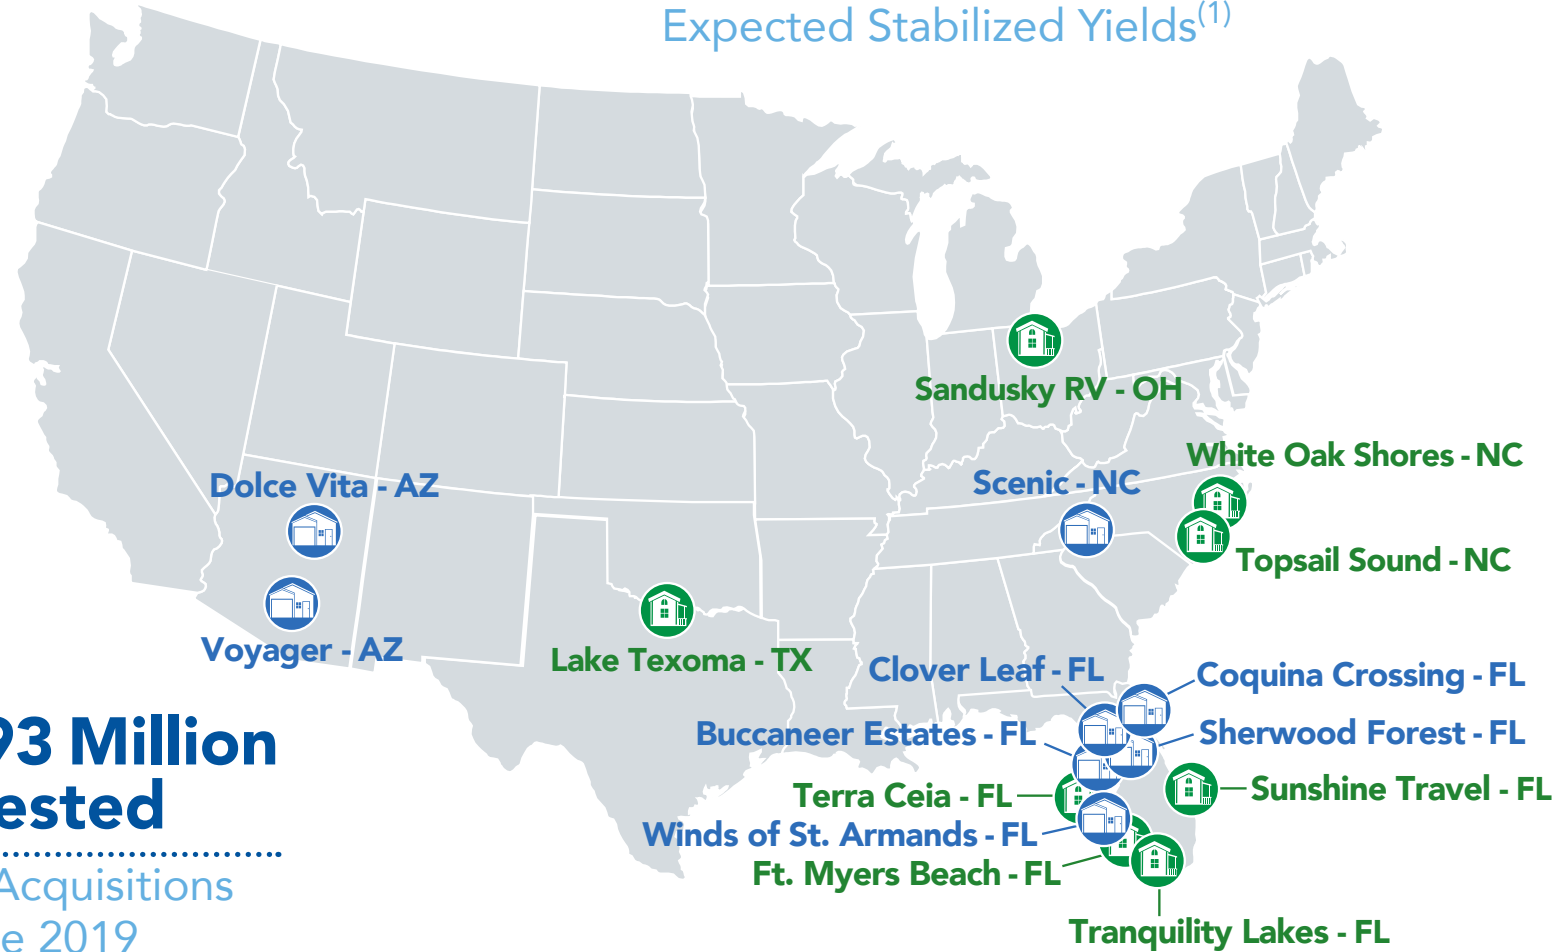 Expected Stabilized Yields(1)
Sandusky RV - OH
White Oak Shores - NC
Scenic - NC
Dolce Vita - AZ
Topsail Sound - NC
Voyager - AZ
Lake Texoma - TX
Clover Leaf - FL
Coquina Crossing - FL
Buccaneer Estates - FL
Sherwood Forest - FL
Terra Ceia - FL
Sunshine Travel - FL
Winds of St. Armands - FL
Ft. Myers Beach - FL
Tranquility Lakes - FL
93 Million
ested
Acquisitions
e 2019